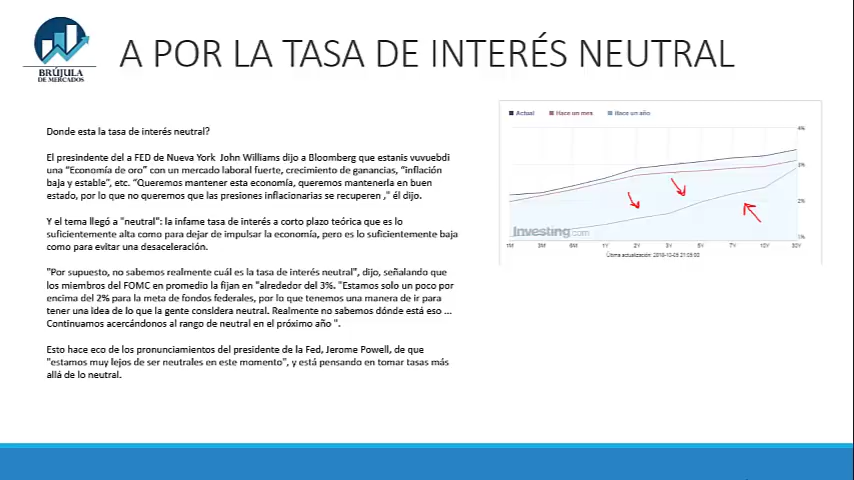 BRÚJULA
DE MERCADOS
A POR LA TASA DE INTERÉS NEUTRAL
Donde esta la tasa de interés neutral?
El presidente del a FED de Nueva York John Williams dijo a Bloomberg que estanis vuvuebdi
una "Economía de oro" con un mercado laboral fuerte, crecimiento de ganancias, "inflación
baja y estable", etc. "Queremos mantener esta economía, queremos mantenerla en buen
estado, por lo que no queremos que las presiones inflacionarias se recuperen ," él dijo.
Y el tema llegó a "neutral": la infame tasa de interés a corto plazo teórica que es lo
suficientemente alta como para dejar de impulsar la economía, pero es lo suficientemente baja
como para evitar una desaceleración.
"Por supuesto, no sabemos realmente cuál es la tasa de interés neutral", dijo, señalando que
los miembros del FOMC en promedio la fijan en "alrededor del 3%. "Estamos solo un poco por
encima del 2% para la meta de fondos federales, por lo que tenemos una manera de ir para
tener una idea de lo que la gente considera neutral. Realmente no sabemos dónde está eso ...
Continuamos acercándonos al rango de neutral en el próximo año ".
Esto hace eco de los pronunciamientos del presidente de la Fed, Jerome Powell, de que
"estamos muy lejos de ser neutrales en este momento", y está pensando en tomar tasas más
allá de lo neutral.
Actual Hace un mes Hace un año
4%
3%
2%
1%
Investing.com
1M 3M 6M 1Y 2Y 3Y 5Y 7Y 10Y 30Y
Última actualización: 2018-10-05 21:05:00